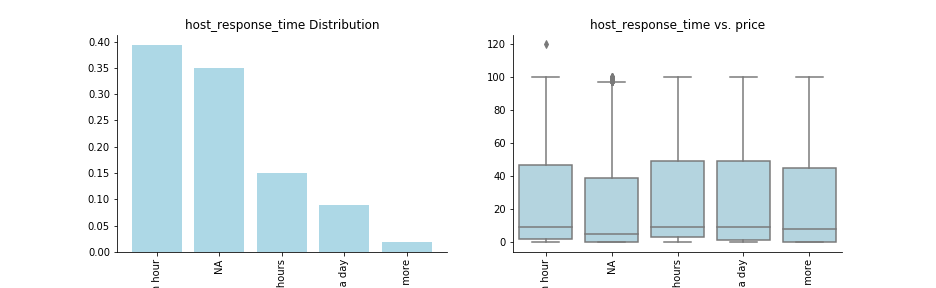 host_response_time Distribution
0.40
0.35
0.30
0.25
0.20
0.15
0.10
0.05
0.00
hour
NA
hours
a day
more
host_response_time vs. price
120
100
80
60
40
20
0
hour
NA
hours
a day
more